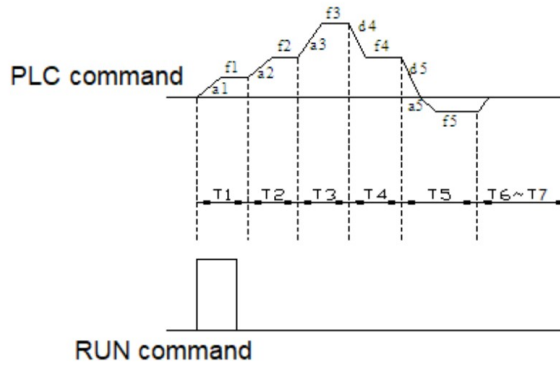 f3
d4
f2
f4
a3
f1
a2
d5
PLC command
a1
a5
f5
T1 T2 T3 T4 T5 T6~T7
RUN command